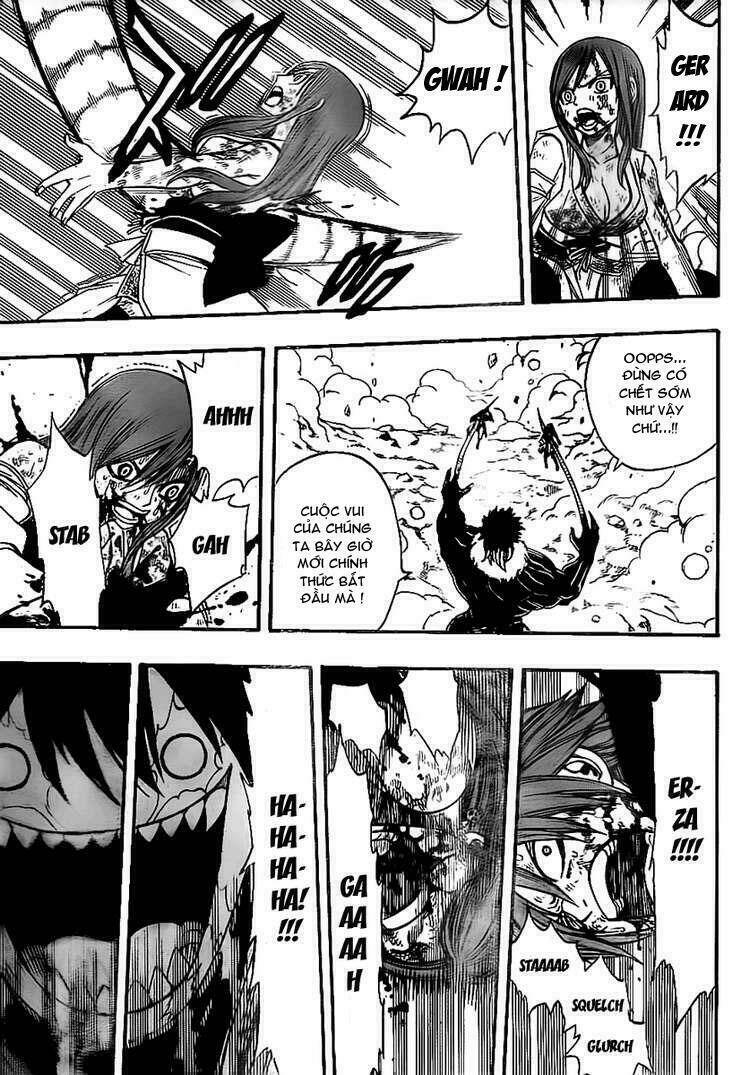 GER
ARD
!!!
GWAH !
OOPPS...
ĐỪNG CÓ
CHẾT SỚM
NHƯ VẬY
CHỨ...!!
CUỘC VUI
CỦA CHÚNG
TA BÂY GIỜ
MỚI CHÍNH
THỨC BẮT
ĐẦU MÀ !
AHHH
GAH
STAB
ER-
ZA
!!!!
STAAAAB
SQUELCH
GLURCH
GA
AA
AA
H
HA-
HA-
HA-
HA!
!!!